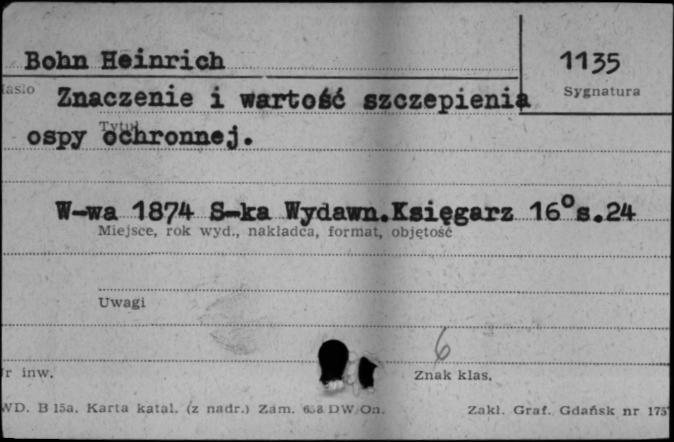 Bohn Heinrich
1135
Sygnatura
Znaczenie i wartość szczepienia
Tytuł
ospy ochronnej.
W-wa 1874 S-ka Wydawn.Księgarz 16° s.24
Miejsce, rok wyd., nakładca, format, objętość
Uwagi
6
inw.
Znak klas.
WD. B 15a. Karta katal. (z nadr.) Zam. DW/On.
Zakł. Graf. Gdańsk nr